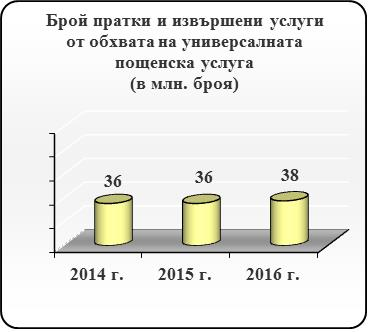 Брой пратки и извършени услуги
от обхвата на универсалната
пощенска услуга
(в млн. броя)
36 36 38
2014 г. 2015 г. 2016 г.